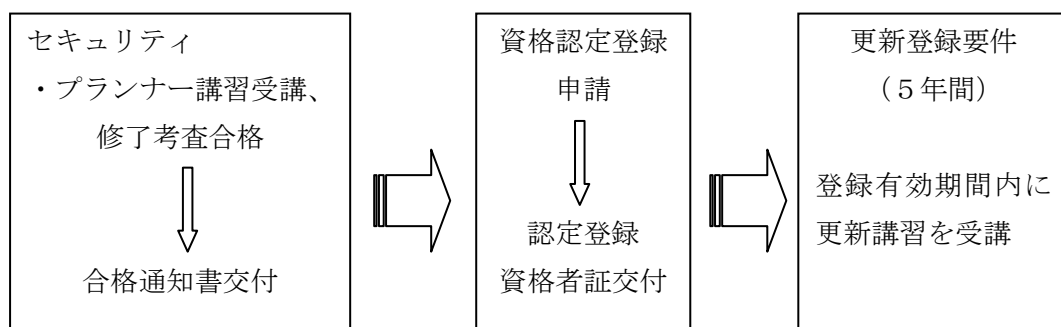 セキュリティ
・プランナー講習受講、
修了考査合格
合格通知書交付
資格認定登録
申請
認定登録
資格者証交付
更新登録要件
（５年間）
登録有効期間内に
更新講習を受講